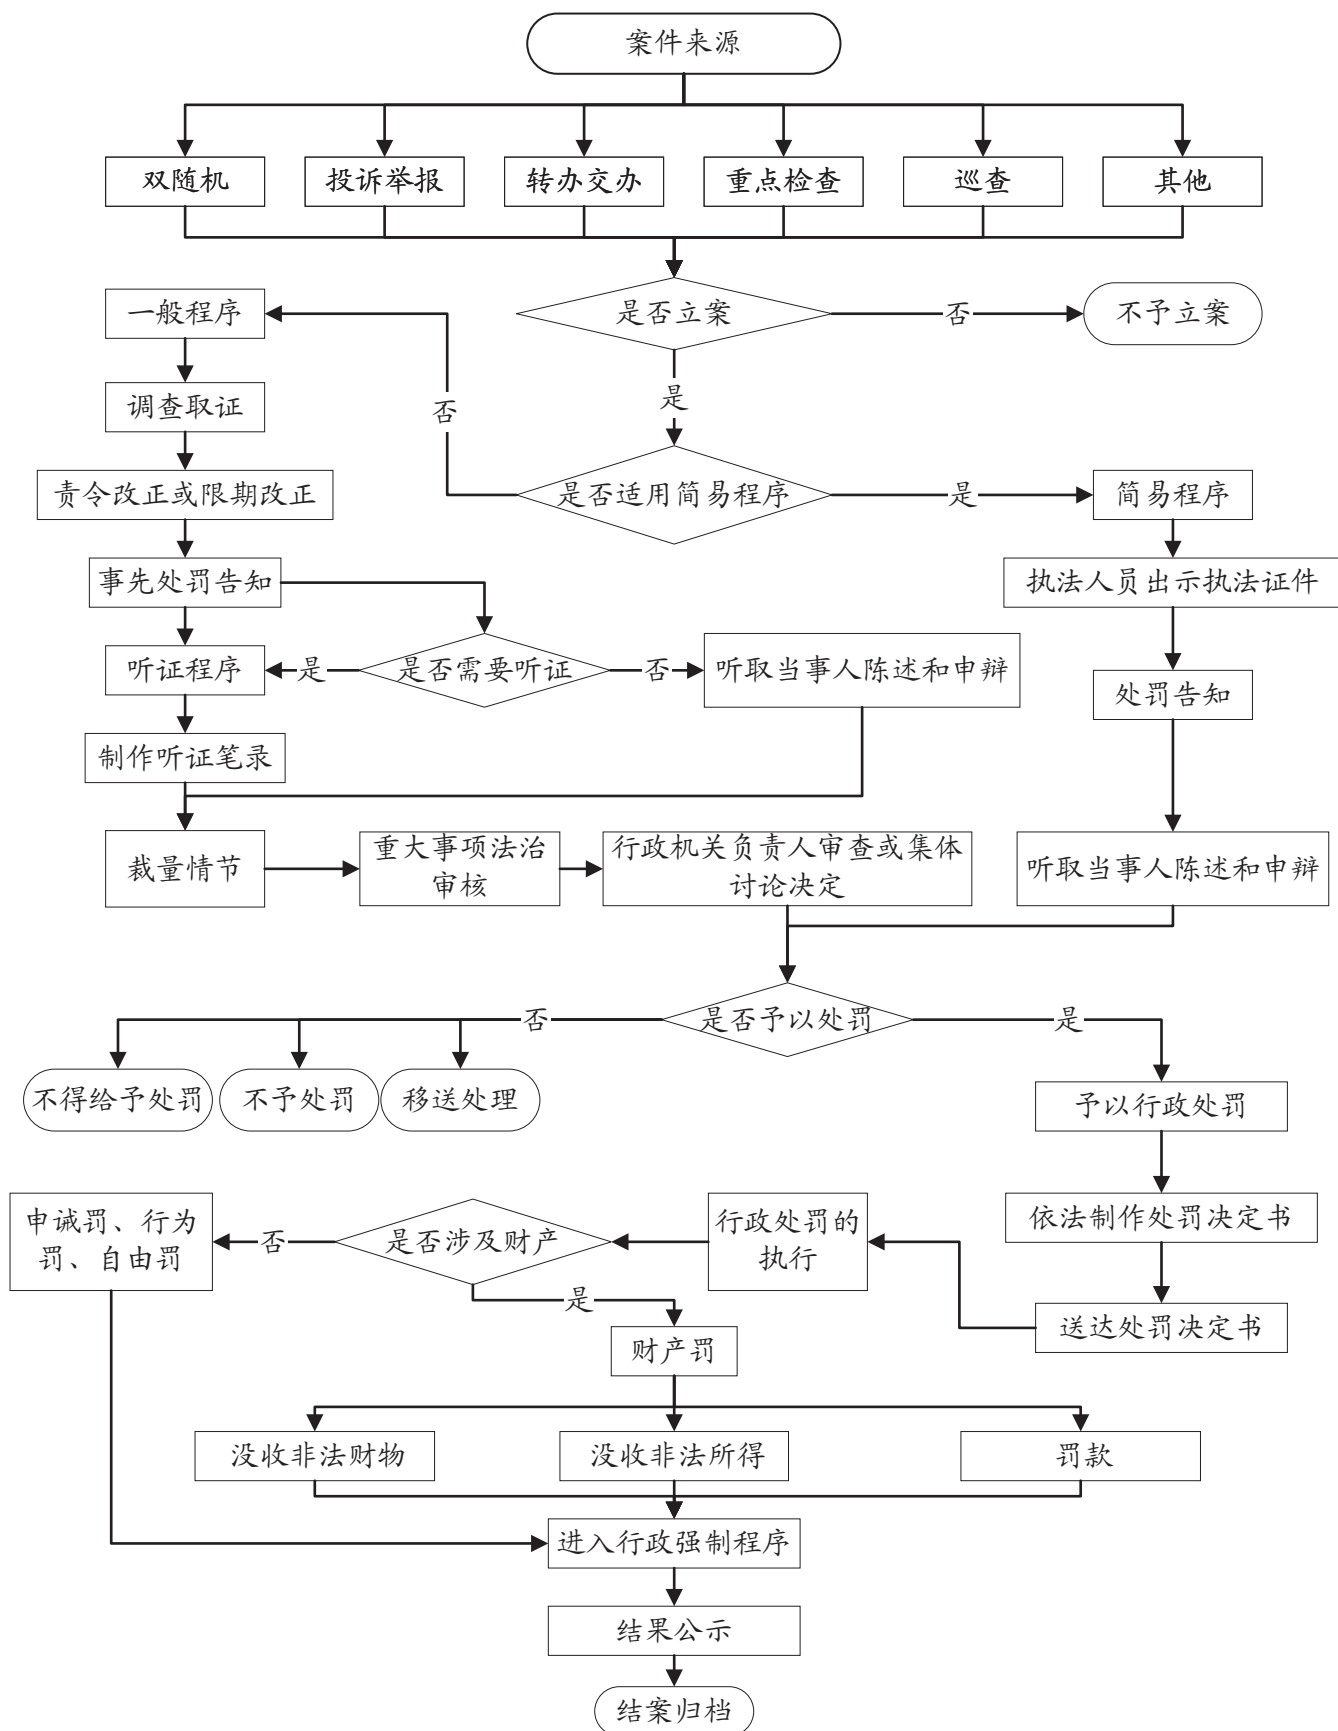 案件来源
双随机
投诉举报
转办交办
重点检查
巡查
其他
一般程序
是否立案
否
不予立案
调查取证
否
是
责令改正或限期改正
是否适用简易程序
是
简易程序
事先处罚告知
执法人员出示执法证件
听证程序
是
是否需要听证
否
听取当事人陈述和申辩
处罚告知
制作听证笔录
裁量情节
重大事项法治
审核
行政机关负责人审查或集体
讨论决定
听取当事人陈述和申辩
否
是否予以处罚
是
不得给予处罚
不予处罚
移送处理
予以行政处罚
申诫罚、行为
罚、自由罚
否
是否涉及财产
行政处罚的
执行
依法制作处罚决定书
是
送达处罚决定书
财产罚
没收非法财物
没收非法所得
罚款
进入行政强制程序
结果公示
结案归档